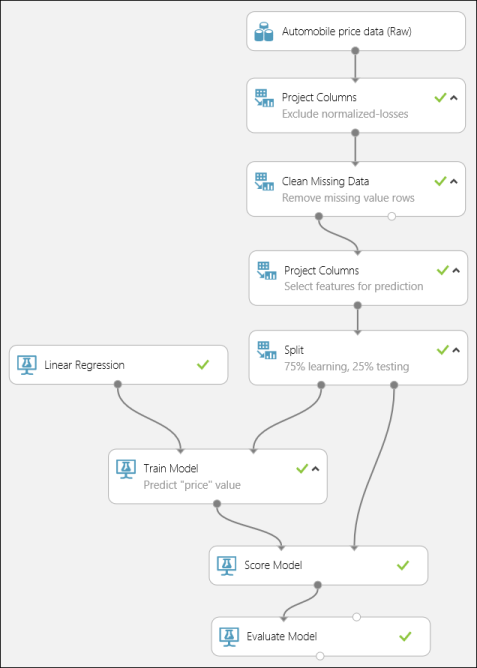 Automobile price data (Raw)
Project Columns
Exclude normalized-losses
Clean Missing Data
Remove missing value rows
Project Columns
Select features for prediction
Split
75% learning, 25% testing
Linear Regression
Train Model
Predict "price" value
Score Model
Evaluate Model